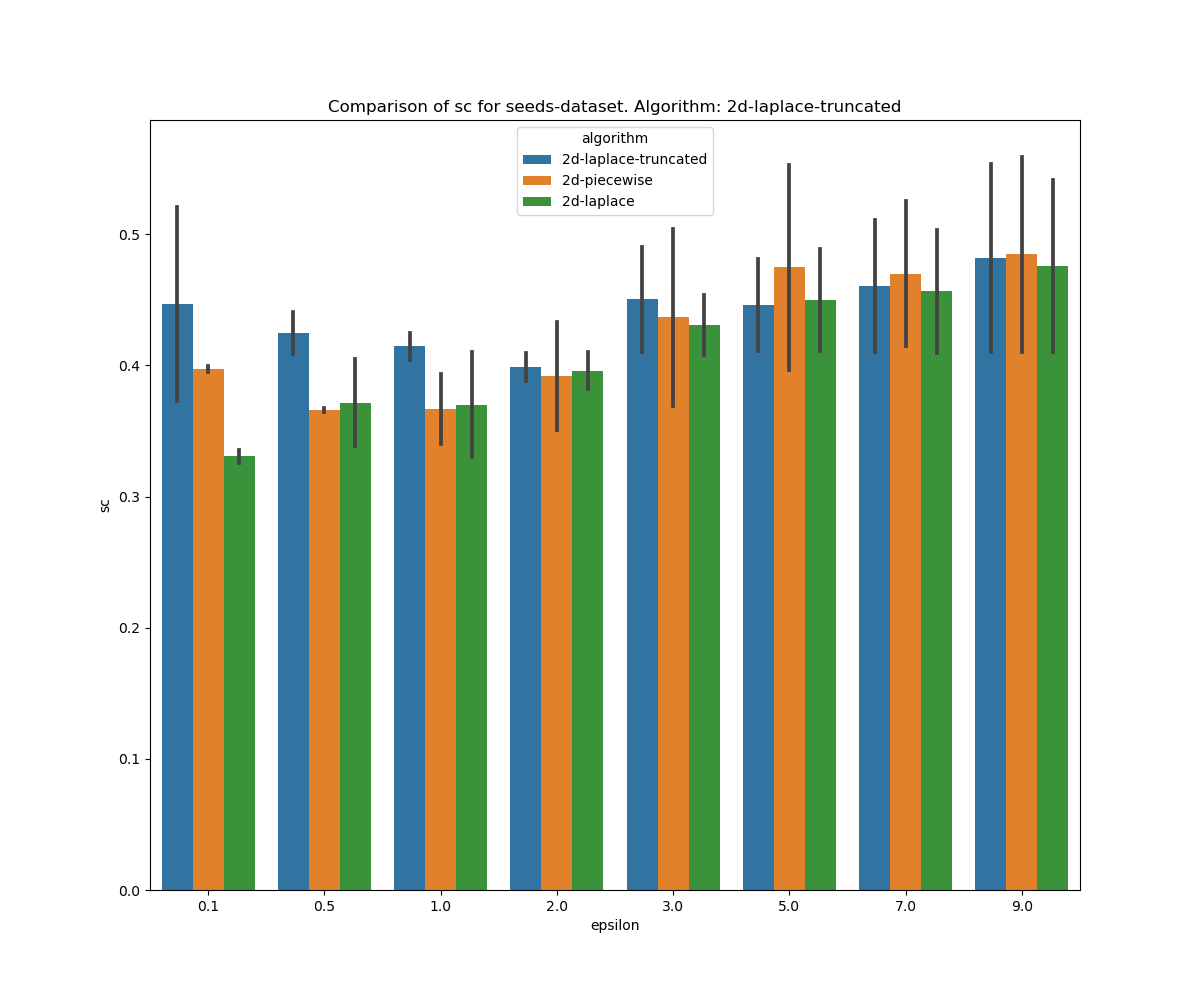 Comparison of sc for seeds-dataset. Algorithm: 2d-laplace-truncated
algorithm
2d-laplace-truncated
2d-piecewise
2d-laplace
sc
0.5
0.4
0.3
0.2
0.1
0.0
0.1 0.5 1.0 2.0 3.0 5.0 7.0 9.0
epsilon